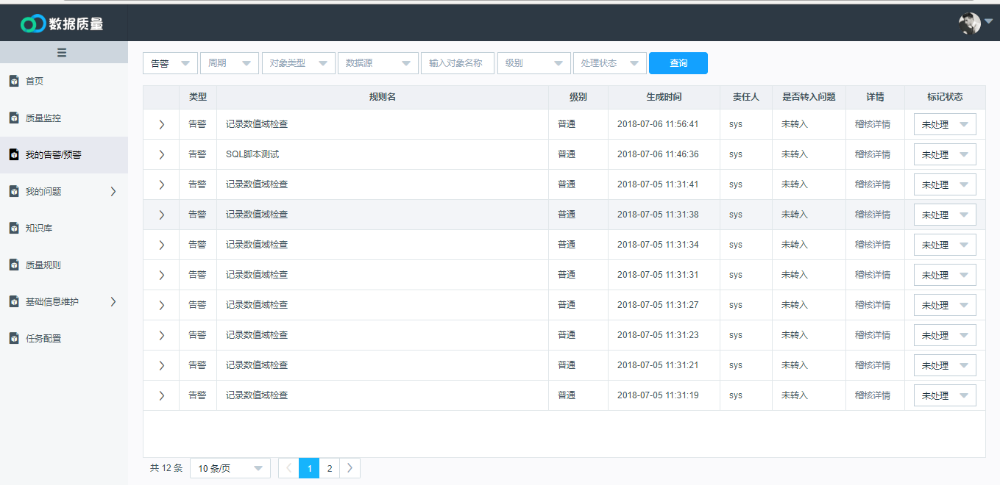 数据质量
首页
质量监控
我的告警/预警
我的问题
知识库
质量规则
基础信息维护
任务配置
告警 周期 对象类型 数据源 输入对象名称 级别 处理状态 查询
类型 规则名 级别 生成时间 责任人 是否转入问题 详情 标记状态
告警 记录数值域检查 普通 2018-07-06 11:56:41 sys 未转入 稽核详情 未处理
告警 SQL脚本测试 普通 2018-07-06 11:46:36 sys 未转入 稽核详情 未处理
告警 记录数值域检查 普通 2018-07-05 11:31:41 sys 未转入 稽核详情 未处理
告警 记录数值域检查 普通 2018-07-05 11:31:38 sys 未转入 稽核详情 未处理
告警 记录数值域检查 普通 2018-07-05 11:31:34 sys 未转入 稽核详情 未处理
告警 记录数值域检查 普通 2018-07-05 11:31:31 sys 未转入 稽核详情 未处理
告警 记录数值域检查 普通 2018-07-05 11:31:27 sys 未转入 稽核详情 未处理
告警 记录数值域检查 普通 2018-07-05 11:31:23 sys 未转入 稽核详情 未处理
告警 记录数值域检查 普通 2018-07-05 11:31:21 sys 未转入 稽核详情 未处理
告警 记录数值域检查 普通 2018-07-05 11:31:19 sys 未转入 稽核详情 未处理
共 12 条 10 条/页 1 2